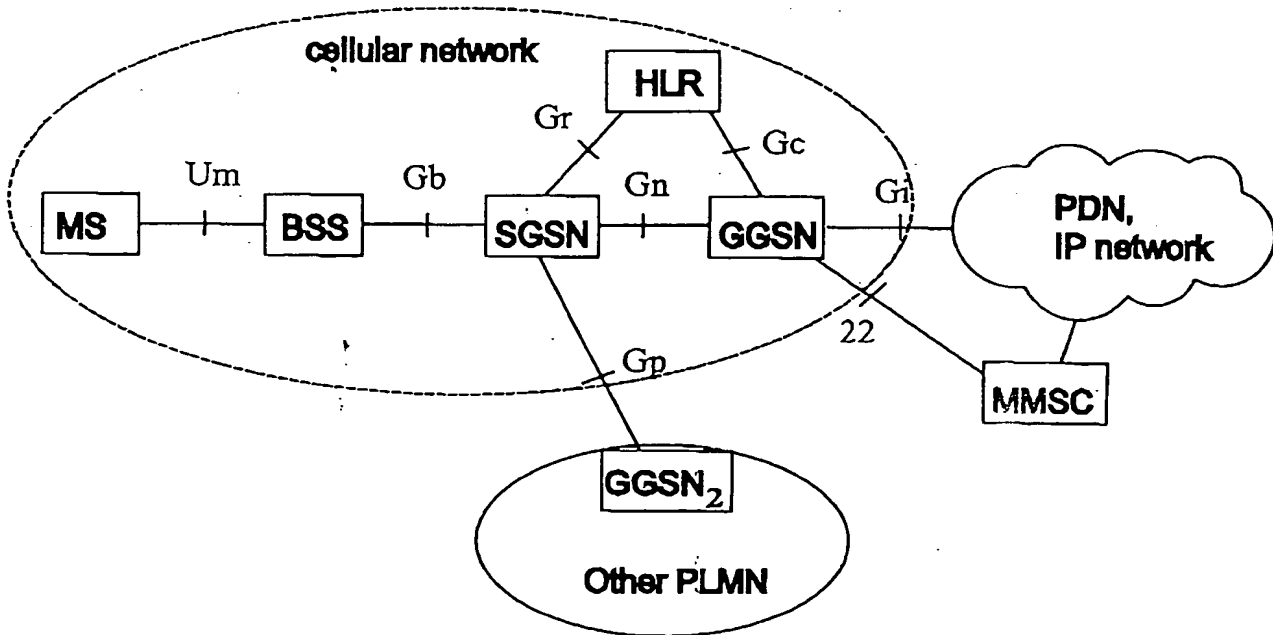 cellular network
HLR
Gr
Gc
Um
Gb
Gn
Gi
MS
BSS
SGSN
GGSN
PDN,
IP network
22
Gp
MMSC
GGSN₂
Other PLMN